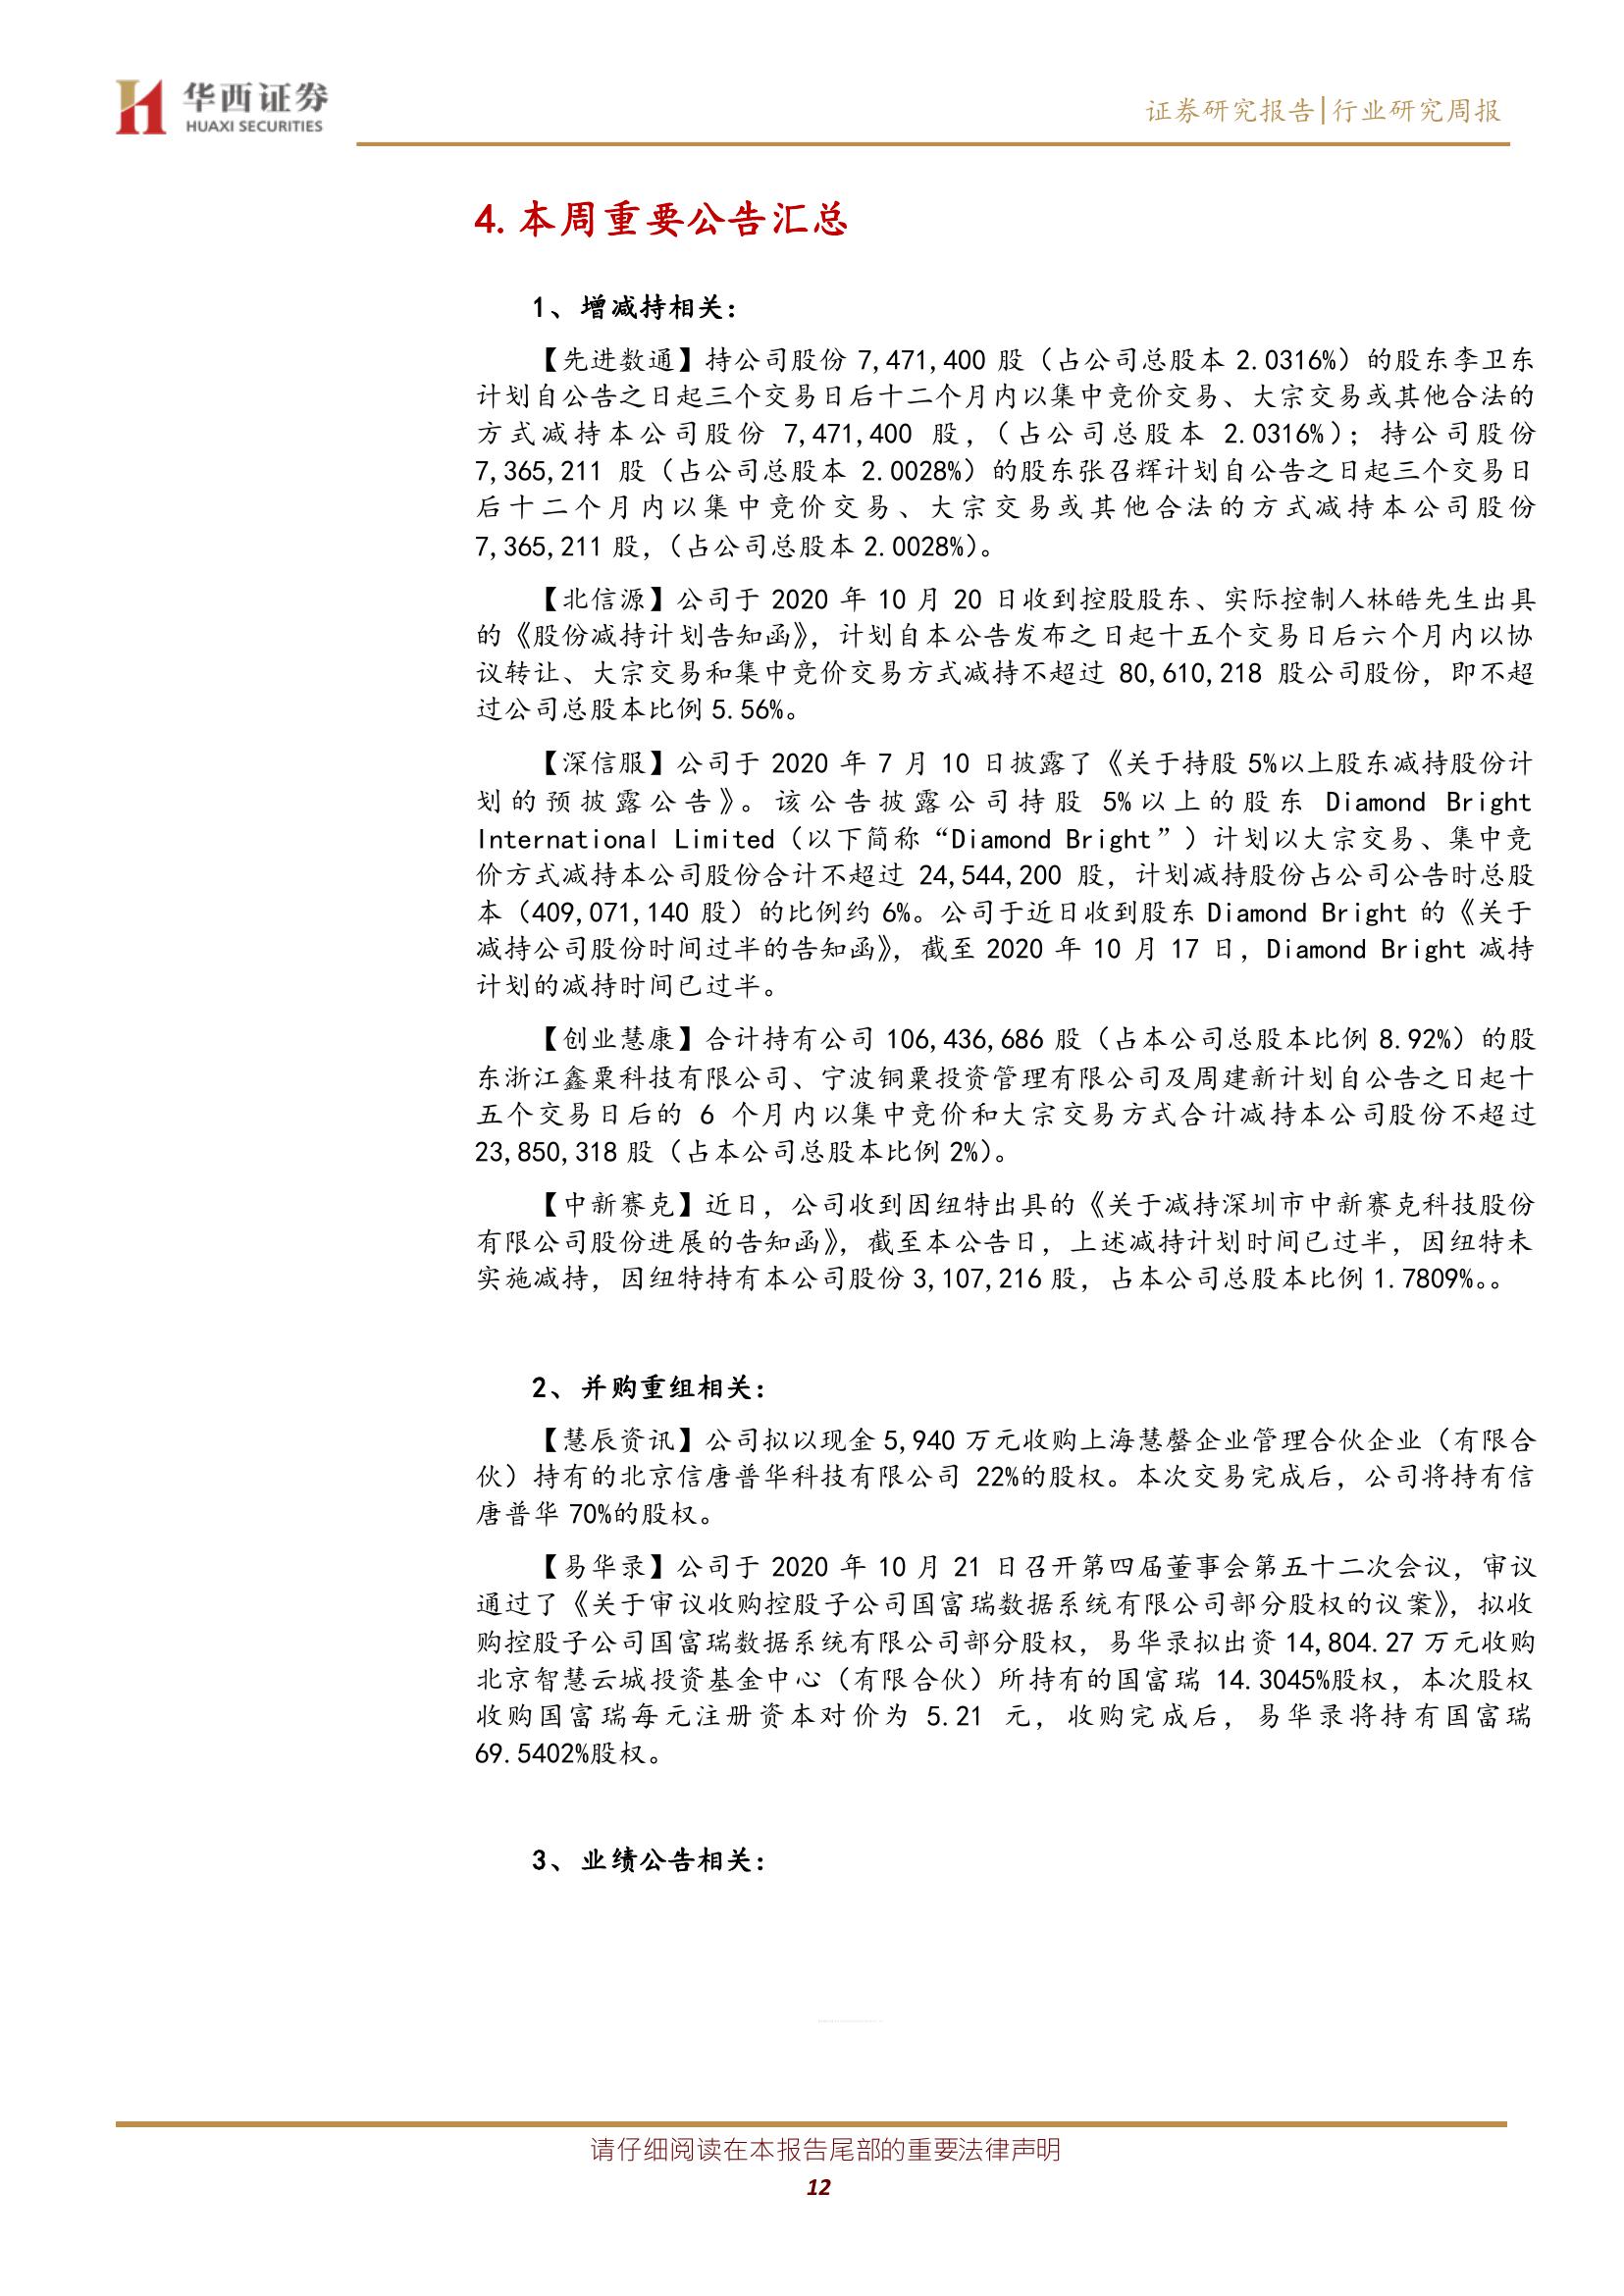 华西证券
HUAXI SECURITIES
证券研究报告|行业研究周报
4. 本周重要公告汇总
1、增减持相关：
【先进数通】持公司股份 7,471,400 股（占公司总股本 2.0316%）的股东李卫东
计划自公告之日起三个交易日后十二个月内以集中竞价交易、大宗交易或其他合法的
方式减持本公司股份 7,471,400 股，（占公司总股本 2.0316%）；持公司股份
7,365,211 股（占公司总股本 2.0028%）的股东张召辉计划自公告之日起三个交易日
后十二个月内以集中竞价交易、大宗交易或其他合法的方式减持本公司股份
7,365,211 股，（占公司总股本 2.0028%）。
【北信源】公司于 2020 年 10 月 20 日收到控股股东、实际控制人林皓先生出具
的《股份减持计划告知函》，计划自本公告发布之日起十五个交易日后六个月内以协
议转让、大宗交易和集中竞价交易方式减持不超过 80,610,218 股公司股份，即不超
过公司总股本比例 5.56%。
【深信服】公司于 2020 年 7 月 10 日披露了《关于持股 5%以上股东减持股份计
划的预披露公告》。该公告披露公司持股 5%以上的股东 Diamond Bright
International Limited（以下简称“Diamond Bright”）计划以大宗交易、集中竞
价方式减持本公司股份合计不超过 24,544,200 股，计划减持股份占公司公告时总股
本（409,071,140 股）的比例约 6%。公司于近日收到股东 Diamond Bright 的《关于
减持公司股份时间过半的告知函》，截至 2020 年 10 月 17 日，Diamond Bright 减持
计划的减持时间已过半。
【创业慧康】合计持有公司 106,436,686 股（占本公司总股本比例 8.92%）的股
东浙江鑫粟科技有限公司、宁波铜粟投资管理有限公司及周建新计划自公告之日起十
五个交易日后的 6 个月内以集中竞价和大宗交易方式合计减持本公司股份不超过
23,850,318 股（占本公司总股本比例 2%）。
【中新赛克】近日，公司收到因纽特出具的《关于减持深圳市中新赛克科技股份
有限公司股份进展的告知函》，截至本公告日，上述减持计划时间已过半，因纽特未
实施减持，因纽特持有本公司股份 3,107,216 股，占本公司总股本比例 1.7809%。。
2、并购重组相关：
【慧辰资讯】公司拟以现金 5,940 万元收购上海慧罄企业管理合伙企业（有限合
伙）持有的北京信唐普华科技有限公司 22%的股权。本次交易完成后，公司将持有信
唐普华 70%的股权。
【易华录】公司于 2020 年 10 月 21 日召开第四届董事会第五十二次会议，审议
通过了《关于审议收购控股子公司国富瑞数据系统有限公司部分股权的议案》，拟收
购控股子公司国富瑞数据系统有限公司部分股权，易华录拟出资 14,804.27 万元收购
北京智慧云城投资基金中心（有限合伙）所持有的国富瑞 14.3045%股权，本次股权
收购国富瑞每元注册资本对价为 5.21 元，收购完成后，易华录将持有国富瑞
69.5402%股权。
3、业绩公告相关：
请仔细阅读在本报告尾部的重要法律声明
12